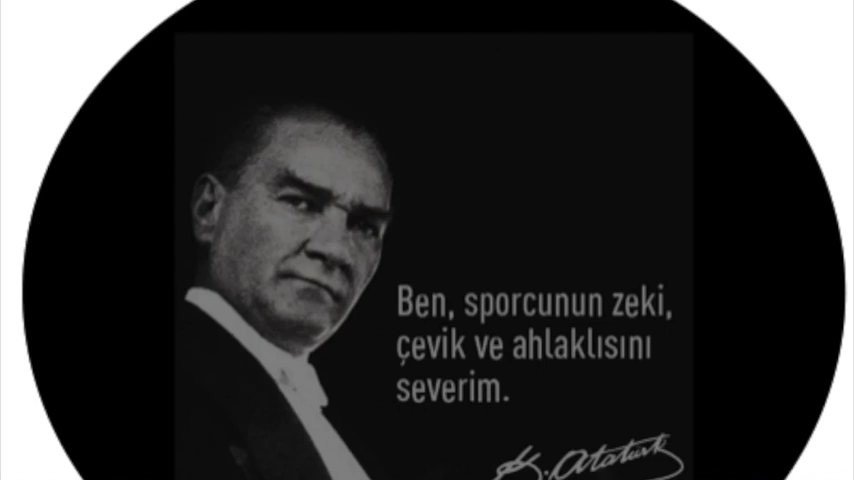 Ben, sporcunun zeki,
çevik ve ahlaklısını
severim.
K. Atatürk